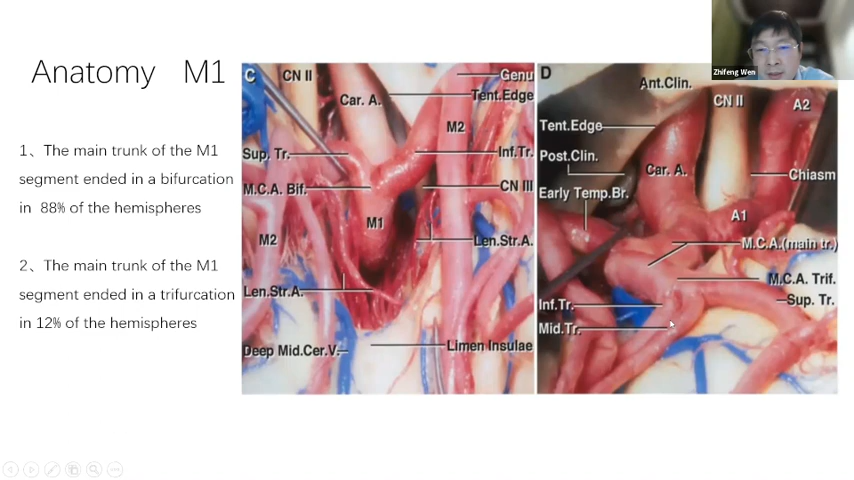 Zhifeng Wen
Anatomy M1
1、The main trunk of the M1
segment ended in a bifurcation
in 88% of the hemispheres
2、The main trunk of the M1
segment ended in a trifurcation
in 12% of the hemispheres
C
CN II
Genu
Car. A.
Tent.Edge
M2
Sup. Tr.
Inf.Tr.
M.C.A. Bif.
CN III
M1
M2
Len.Str.A.
Len.Str.A.
Deep Mid.Cer.V.
Limen Insulae
D
Ant.Clin.
CN II
A2
Tent.Edge
Post.Clin.
Car. A.
Chiasm
Early Temp.Br.
A1
M.C.A.(main tr.)
M.C.A. Trif.
Inf.Tr.
Sup. Tr.
Mid.Tr.